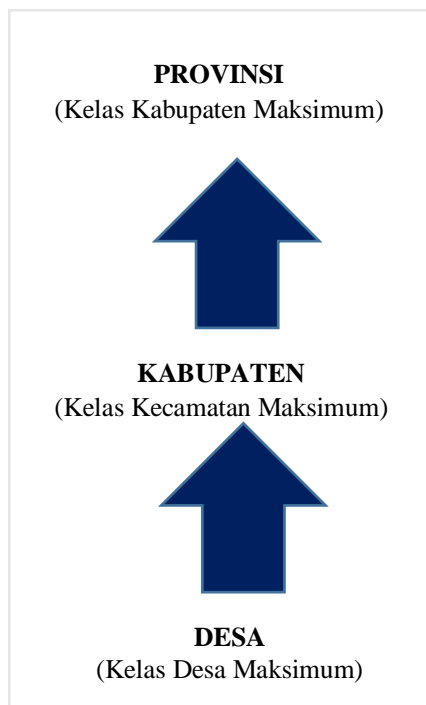 PROVINSI
(Kelas Kabupaten Maksimum)
KABUPATEN
(Kelas Kecamatan Maksimum)
DESA
(Kelas Desa Maksimum)